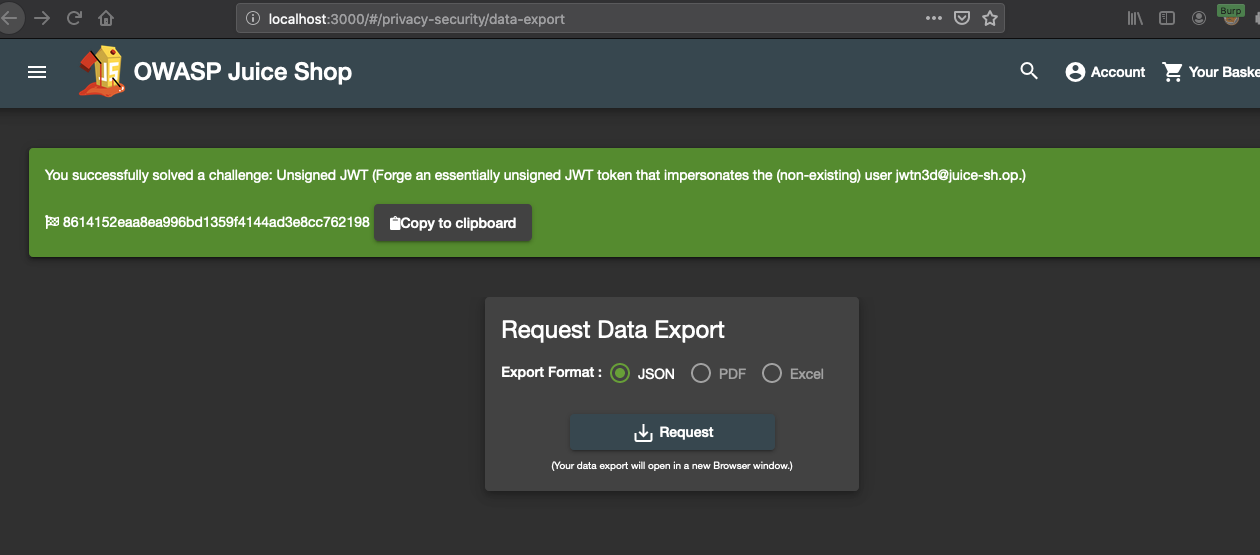 Burp
localhost:3000/#/privacy-security/data-export
OWASP Juice Shop
Account
Your Baske
You successfully solved a challenge: Unsigned JWT (Forge an essentially unsigned JWT token that impersonates the (non-existing) user jwtn3d@juice-sh.op.)
8614152eaa8ea996bd1359f4144ad3e8cc762198 Copy to clipboard
Request Data Export
Export Format : JSON PDF Excel
Request
(Your data export will open in a new Browser window.)